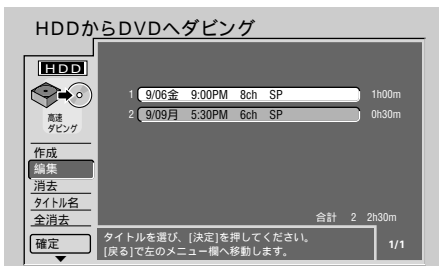 HDDからDVDへダビング
HDD
高速
ダビング
作成
編集
消去
タイトル名
全消去
確定
1 9/06金 9:00PM 8ch SP 1h00m
2 9/09月 5:30PM 6ch SP 0h30m
合計 2 2h30m
タイトルを選び、[決定]を押してください。
[戻る]で左のメニュー欄へ移動します。
1/1